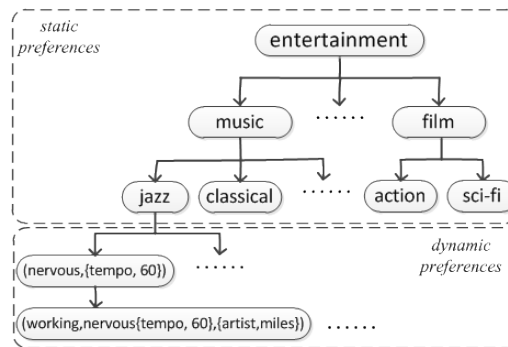 static
preferences
entertainment
music
......
film
jazz
classical
......
action
sci-fi
dynamic
preferences
(nervous,{tempo, 60})
......
(working,nervous{tempo, 60},{artist,miles})
......